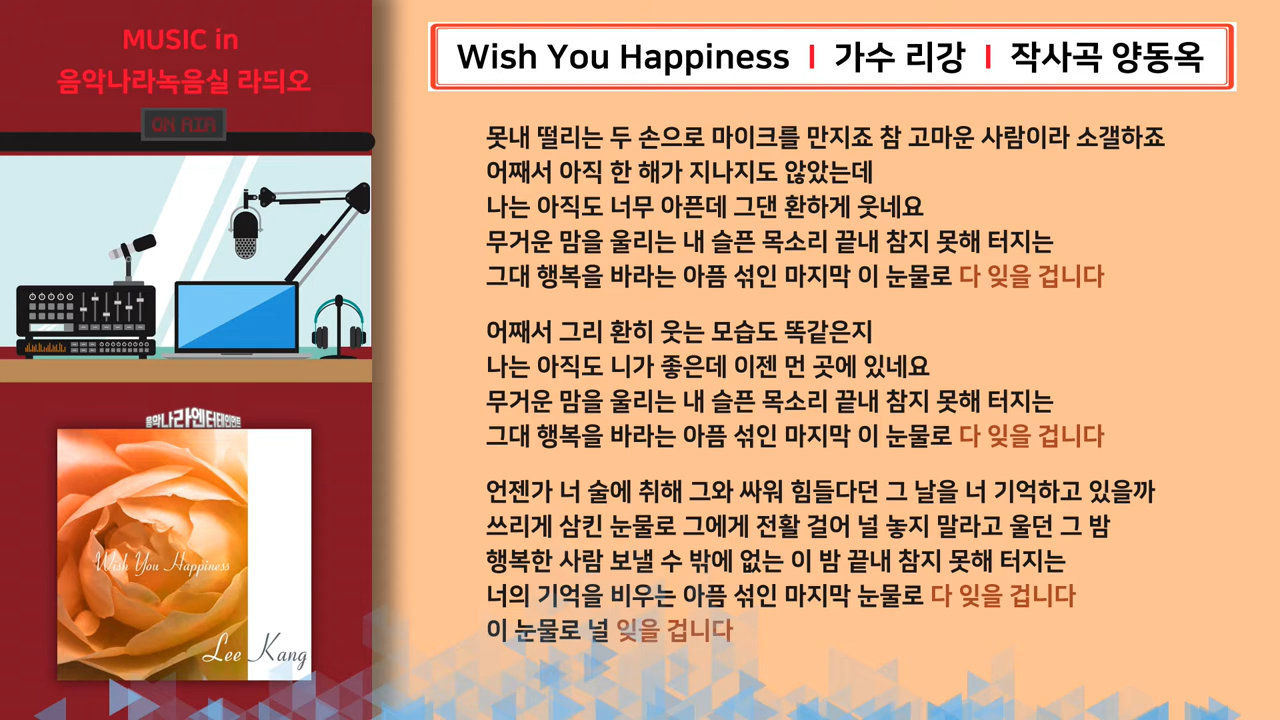 MUSIC in
음악나라녹음실 라듸오
ON AIR
음악나라엔터테인먼트
Wish You Happiness
Lee Kang
Wish You Happiness I 가수 리강 I 작사곡 양동옥
못내 떨리는 두 손으로 마이크를 만지죠 참 고마운 사람이라 소갤하죠
어째서 아직 한 해가 지나지도 않았는데
나는 아직도 너무 아픈데 그댄 환하게 웃네요
무거운 맘을 울리는 내 슬픈 목소리 끝내 참지 못해 터지는
그대 행복을 바라는 아픔 섞인 마지막 이 눈물로 다 잊을 겁니다
어째서 그리 환히 웃는 모습도 똑같은지
나는 아직도 니가 좋은데 이젠 먼 곳에 있네요
무거운 맘을 울리는 내 슬픈 목소리 끝내 참지 못해 터지는
그대 행복을 바라는 아픔 섞인 마지막 이 눈물로 다 잊을 겁니다
언젠가 너 술에 취해 그와 싸워 힘들다던 그 날을 너 기억하고 있을까
쓰리게 삼킨 눈물로 그에게 전활 걸어 널 놓지 말라고 울던 그 밤
행복한 사람 보낼 수 밖에 없는 이 밤 끝내 참지 못해 터지는
너의 기억을 비우는 아픔 섞인 마지막 눈물로 다 잊을 겁니다
이 눈물로 널 잊을 겁니다